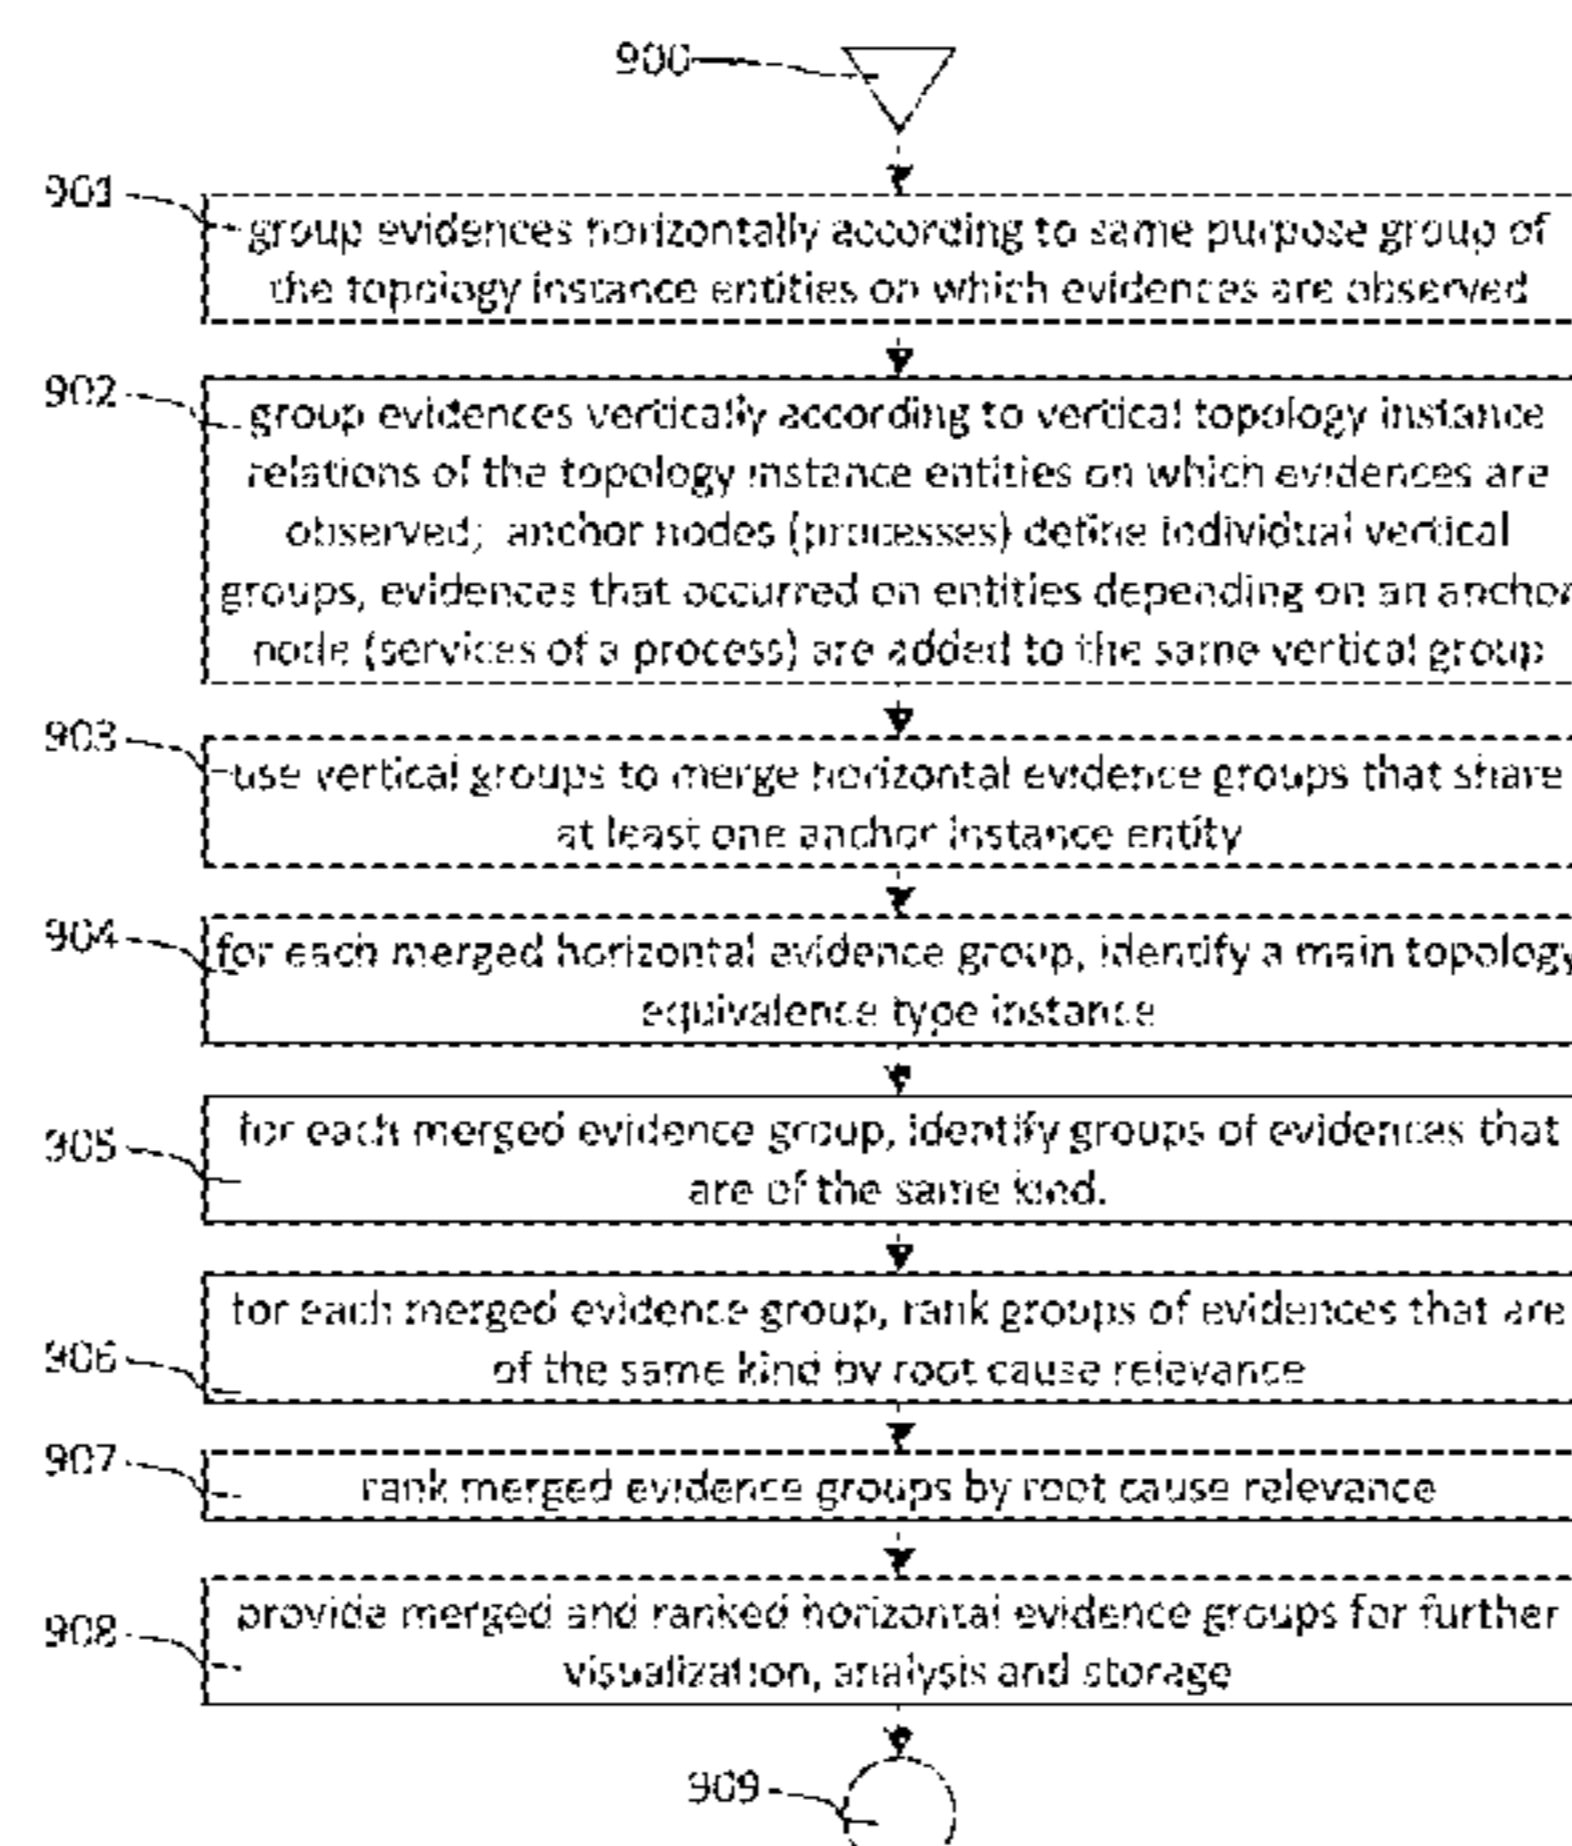 900
901
group evidences horizontally according to same purpose group of
the topology instance entities on which evidences are observed
902
group evidences vertically according to vertical topology instance
relations of the topology instance entities on which evidences are
observed; anchor nodes (processes) define individual vertical
groups, evidences that occurred on entities depending on an anchor
node (services of a process) are added to the same vertical group
903
use vertical groups to merge horizontal evidence groups that share
at least one anchor instance entity
904
for each merged horizontal evidence group, identify a main topology
equivalence type instance
905
for each merged evidence group, identify groups of evidences that
are of the same kind.
906
for each merged evidence group, rank groups of evidences that are
of the same kind by root cause relevance
907
rank merged evidence groups by root cause relevance
908
provide merged and ranked horizontal evidence groups for further
visualization, analysis and storage
909